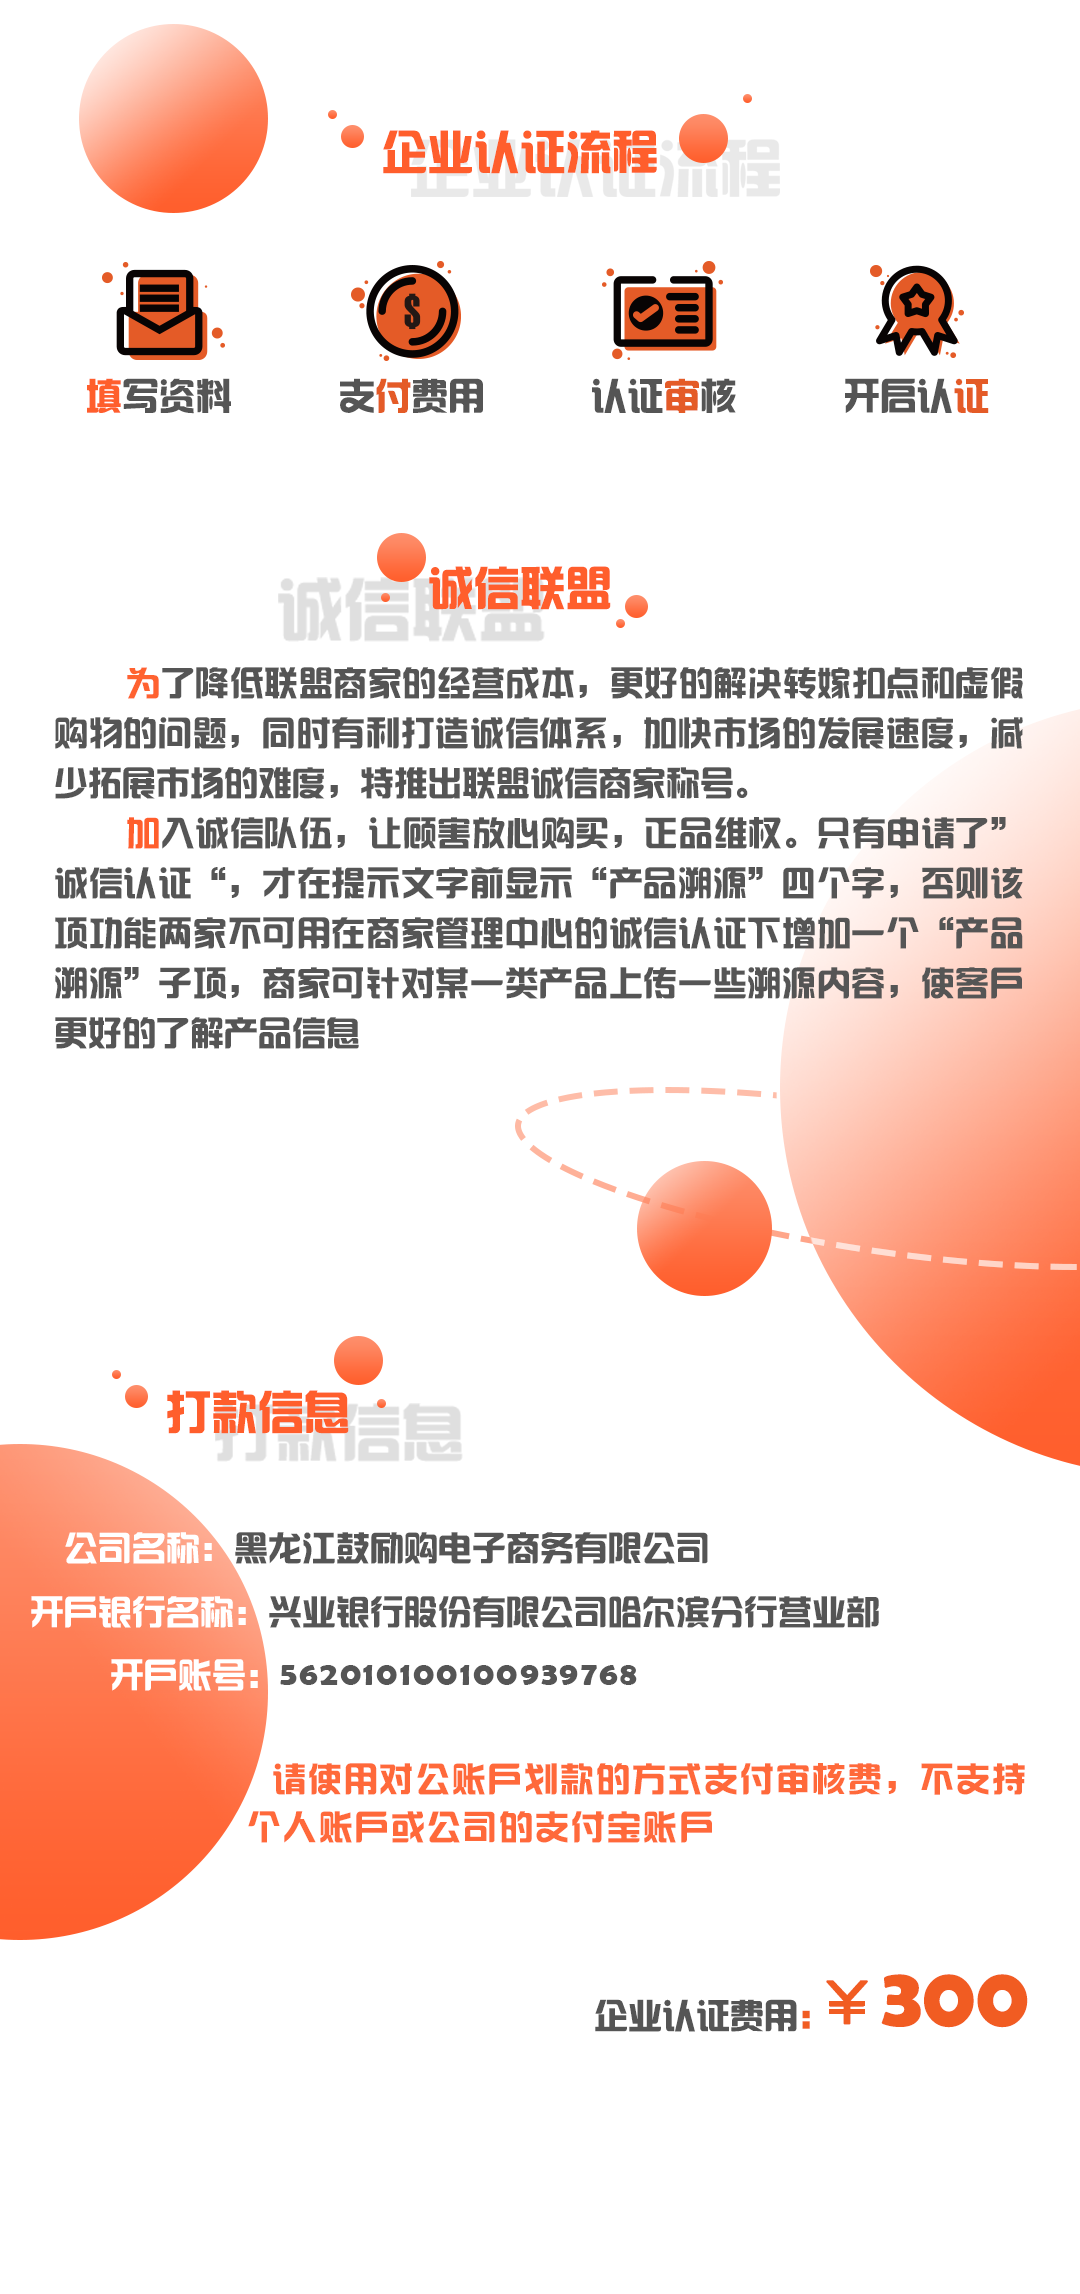 企业认证流程
填写资料
支付费用
认证审核
开启认证
诚信联盟
为了降低联盟商家的经营成本，更好的解决转嫁扣点和虚假
购物的问题，同时有利打造诚信体系，加快市场的发展速度，减
少拓展市场的难度，特推出联盟诚信商家称号。
加入诚信队伍，让顾害放心购买，正品维权。只有申请了”
诚信认证“，才在提示文字前显示“产品溯源”四个字，否则该
项功能两家不可用在商家管理中心的诚信认证下增加一个“产品
溯源”子项，商家可针对某一类产品上传一些溯源内容，使客户
更好的了解产品信息
打款信息
公司名称：黑龙江鼓励购电子商务有限公司
开户银行名称：兴业银行股份有限公司哈尔滨分行营业部
开户账号：562010100100939768
请使用对公账户划款的方式支付审核费，不支持
个人账户或公司的支付宝账户
企业认证费用：￥300